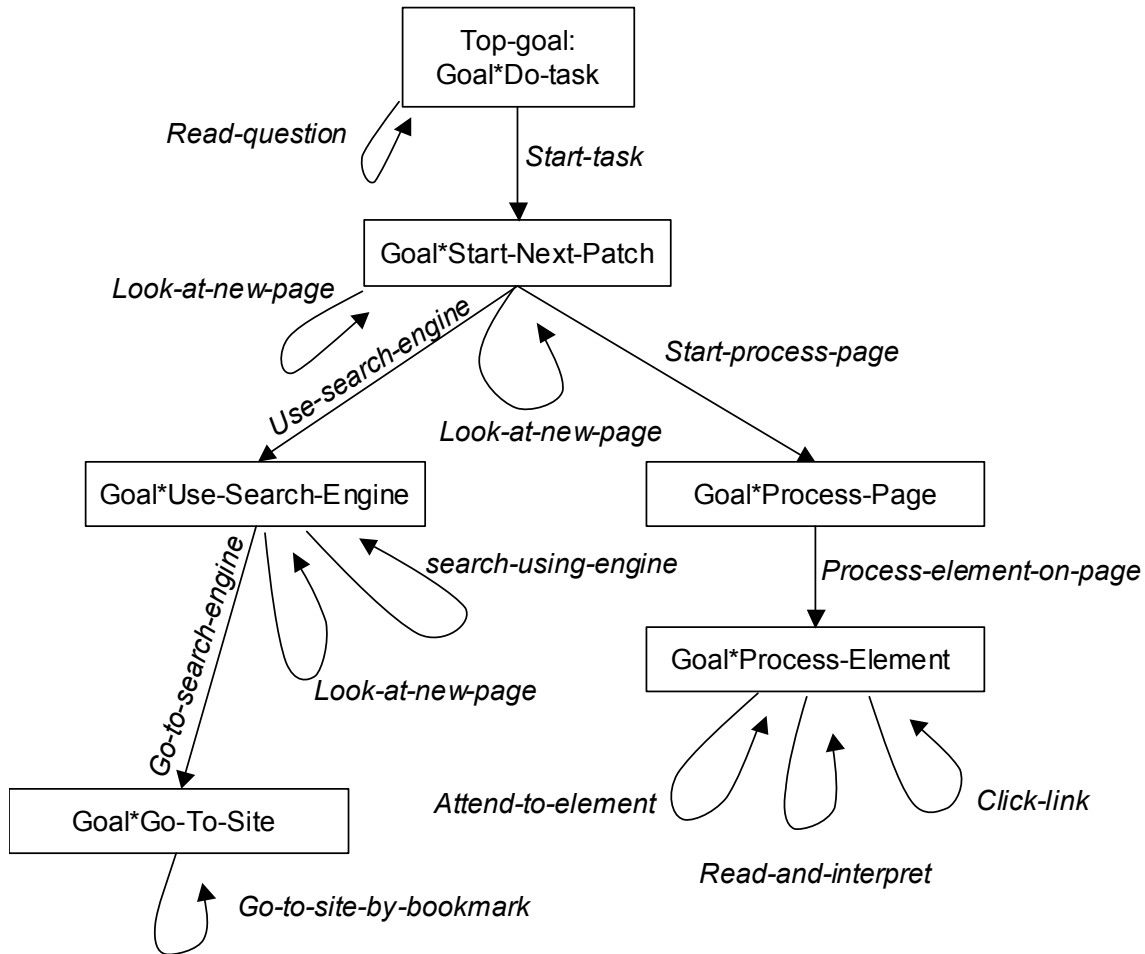 Top-goal:
Goal*Do-task
Read-question
Start-task
Goal*Start-Next-Patch
Look-at-new-page
Use-search-engine
Start-process-page
Look-at-new-page
Goal*Use-Search-Engine
Goal*Process-Page
Go-to-search-engine
search-using-engine
Process-element-on-page
Look-at-new-page
Goal*Process-Element
Goal*Go-To-Site
Attend-to-element
Click-link
Read-and-interpret
Go-to-site-by-bookmark